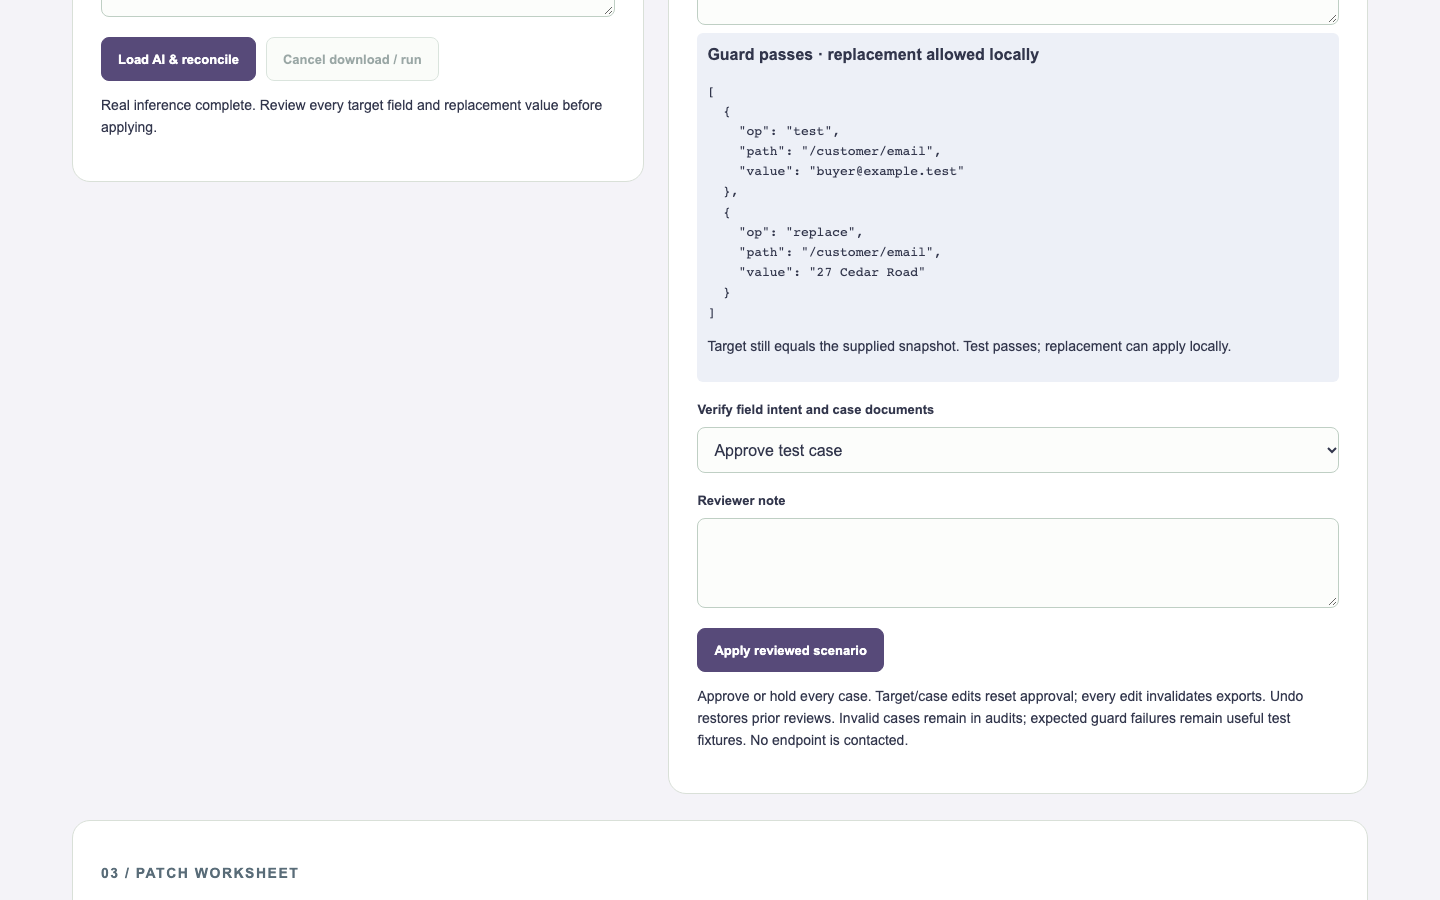 Load AI & reconcile
Cancel download / run
Real inference complete. Review every target field and replacement value before
applying.
Guard passes · replacement allowed locally
[
  {
    "op": "test",
    "path": "/customer/email",
    "value": "buyer@example.test"
  },
  {
    "op": "replace",
    "path": "/customer/email",
    "value": "27 Cedar Road"
  }
]
Target still equals the supplied snapshot. Test passes; replacement can apply locally.
Verify field intent and case documents
Approve test case
Reviewer note
Apply reviewed scenario
Approve or hold every case. Target/case edits reset approval; every edit invalidates exports. Undo
restores prior reviews. Invalid cases remain in audits; expected guard failures remain useful test
fixtures. No endpoint is contacted.
03 / PATCH WORKSHEET